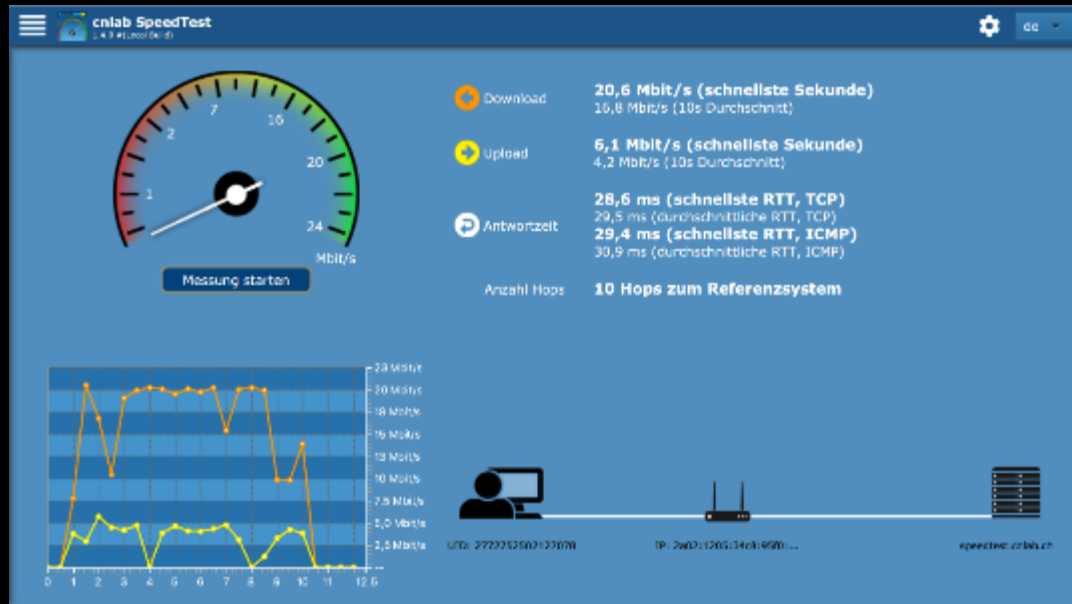 cnlab SpeedTest
de
Download
20,6 Mbit/s (schnellste Sekunde)
16,8 Mbit/s (10s Durchschnitt)
Upload
6,1 Mbit/s (schnellste Sekunde)
4,2 Mbit/s (10s Durchschnitt)
Antwortzeit
28,6 ms (schnellste RTT, TCP)
29,5 ms (durchschnittliche RTT, TCP)
29,4 ms (schnellste RTT, ICMP)
30,9 ms (durchschnittliche RTT, ICMP)
Anzahl Hops
10 Hops zum Referenzsystem
1
2
7
16
20
24
Mbit/s
Messung starten
23 Mbit/s
20 Mbit/s
18 Mbit/s
15 Mbit/s
13 Mbit/s
10 Mbit/s
7,5 Mbit/s
5,0 Mbit/s
2,5 Mbit/s
--
0 1 2 3 4 5 6 7 8 9 10 11 12.5
UID: 2772752502122078
speedtest.cnlab.ch